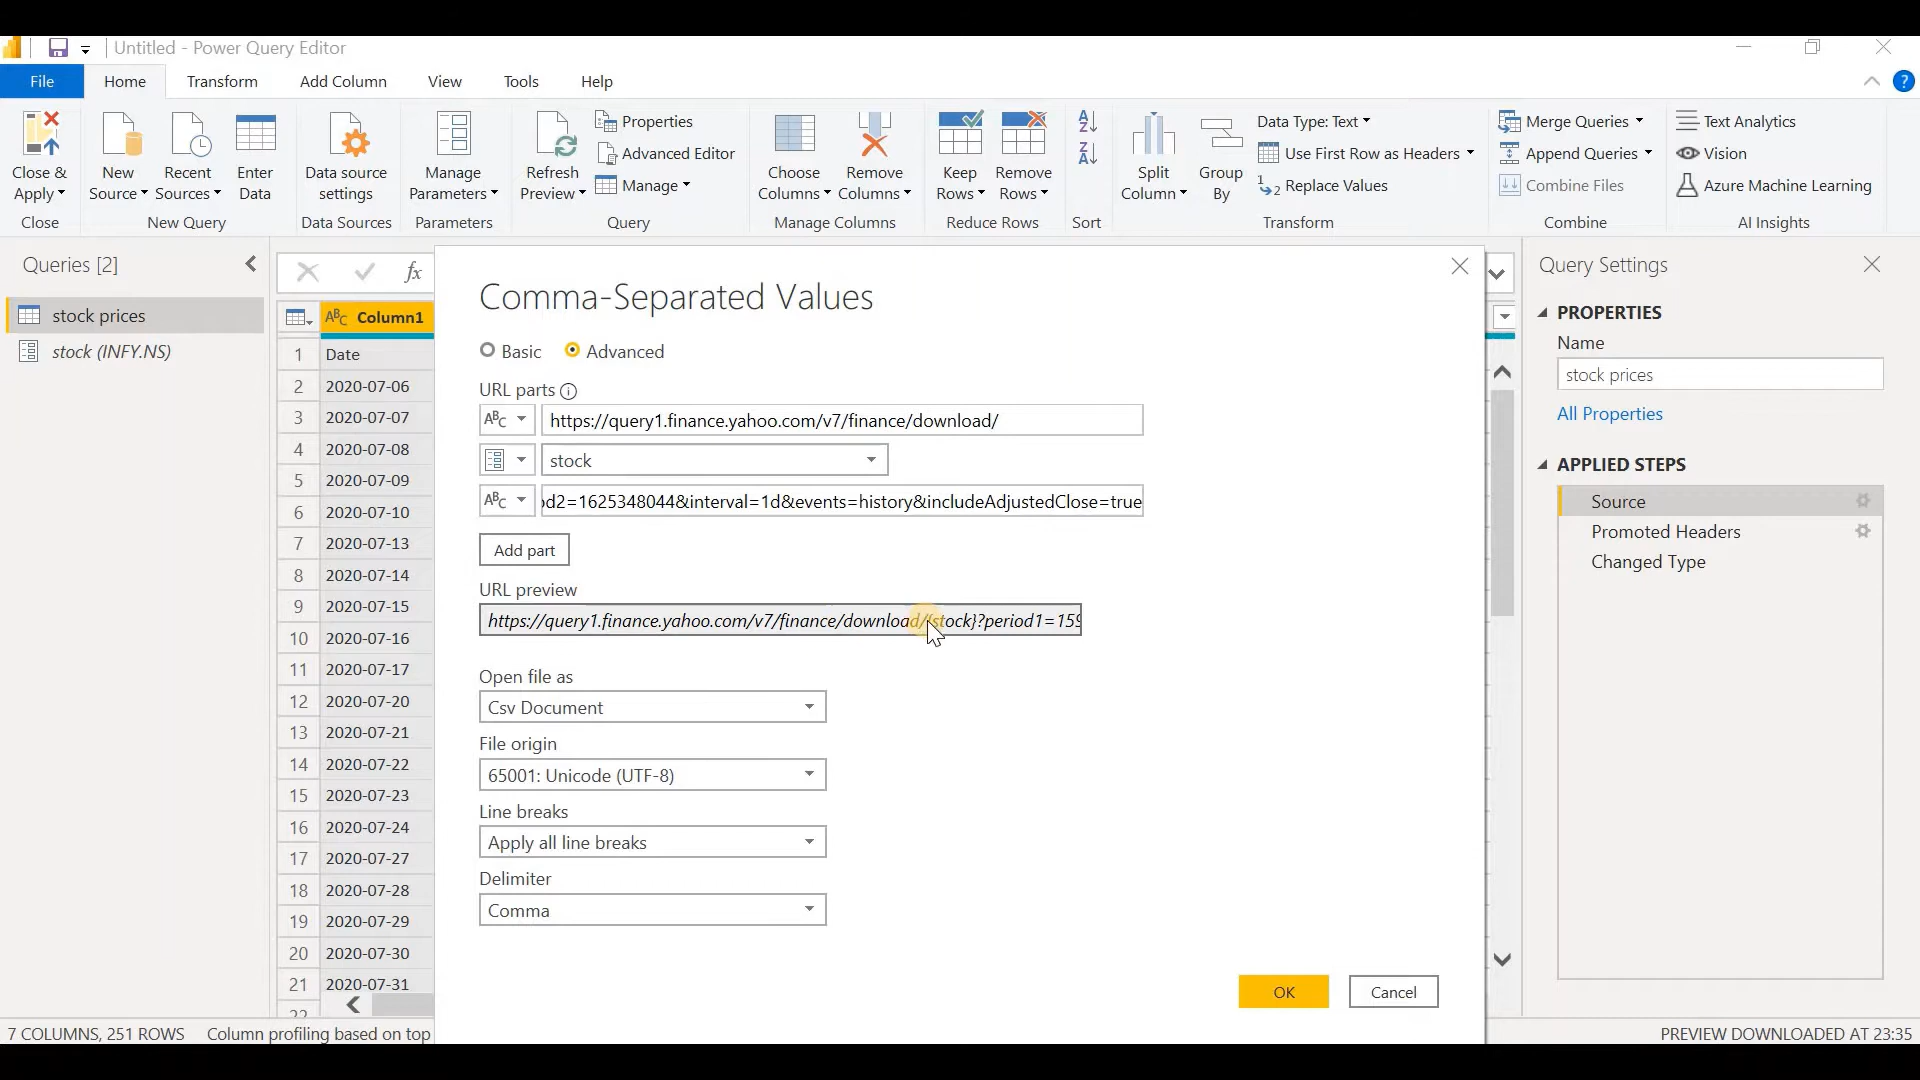 Untitled - Power Query Editor
File Home Transform Add Column View Tools Help
?
Close & Apply
Close
New Source
Recent Sources
Enter Data
New Query
Data source settings
Data Sources
Manage Parameters
Parameters
Refresh Preview
Properties
Advanced Editor
Manage
Query
Choose Columns
Remove Columns
Manage Columns
Keep Rows
Remove Rows
Reduce Rows
A Z
Z A
Sort
Split Column
Group By
Data Type: Text
Use First Row as Headers
Replace Values
Transform
Merge Queries
Append Queries
Combine Files
Combine
Text Analytics
Vision
Azure Machine Learning
AI Insights
Queries [2]
stock prices
stock (INFY.NS)
fx
ABC Column1
1 Date
2 2020-07-06
3 2020-07-07
4 2020-07-08
5 2020-07-09
6 2020-07-10
7 2020-07-13
8 2020-07-14
9 2020-07-15
10 2020-07-16
11 2020-07-17
12 2020-07-20
13 2020-07-21
14 2020-07-22
15 2020-07-23
16 2020-07-24
17 2020-07-27
18 2020-07-28
19 2020-07-29
20 2020-07-30
21 2020-07-31
22
Comma-Separated Values
Basic Advanced
URL parts
ABC https://query1.finance.yahoo.com/v7/finance/download/
stock
ABC od2=1625348044&interval=1d&events=history&includeAdjustedClose=true
Add part
URL preview
https://query1.finance.yahoo.com/v7/finance/download/{stock}?period1=159
Open file as
Csv Document
File origin
65001: Unicode (UTF-8)
Line breaks
Apply all line breaks
Delimiter
Comma
OK Cancel
Query Settings
PROPERTIES
Name
stock prices
All Properties
APPLIED STEPS
Source
Promoted Headers
Changed Type
7 COLUMNS, 251 ROWS Column profiling based on top
PREVIEW DOWNLOADED AT 23:35